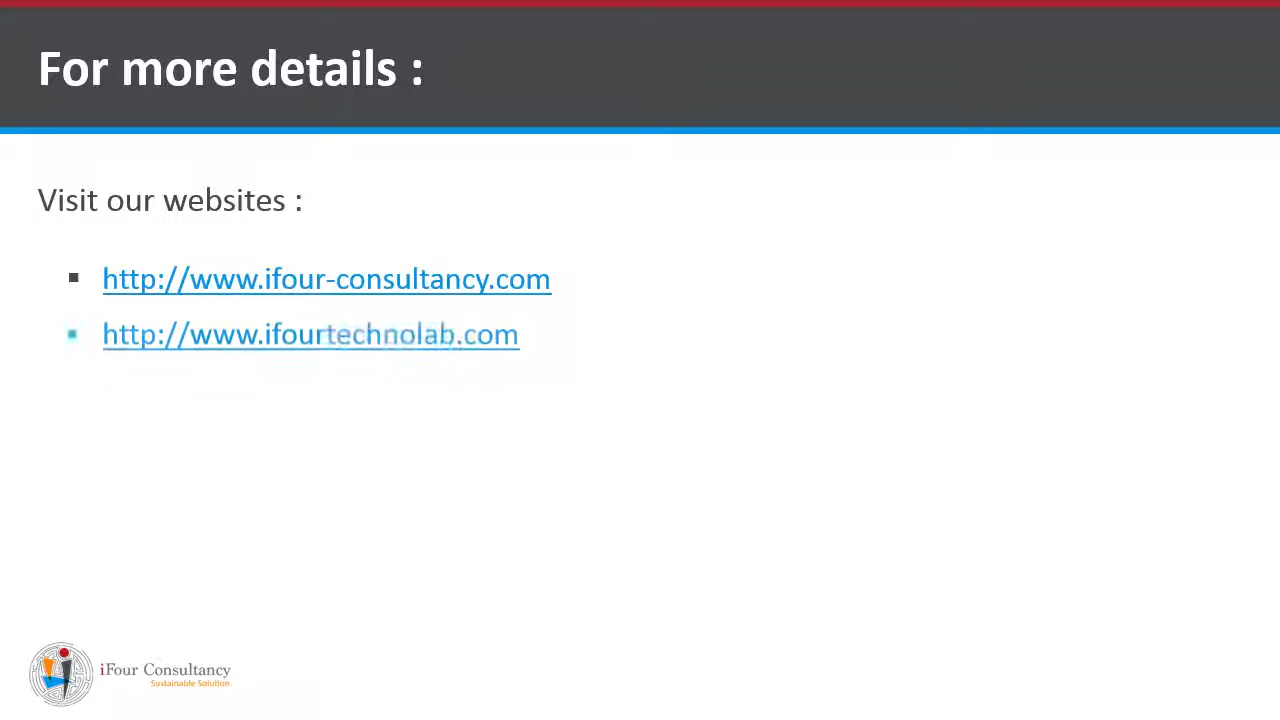 For more details :
Visit our websites :
▪ http://www.ifour-consultancy.com
▪ http://www.ifourtechnolab.com
iFour Consultancy
Sustainable Solution